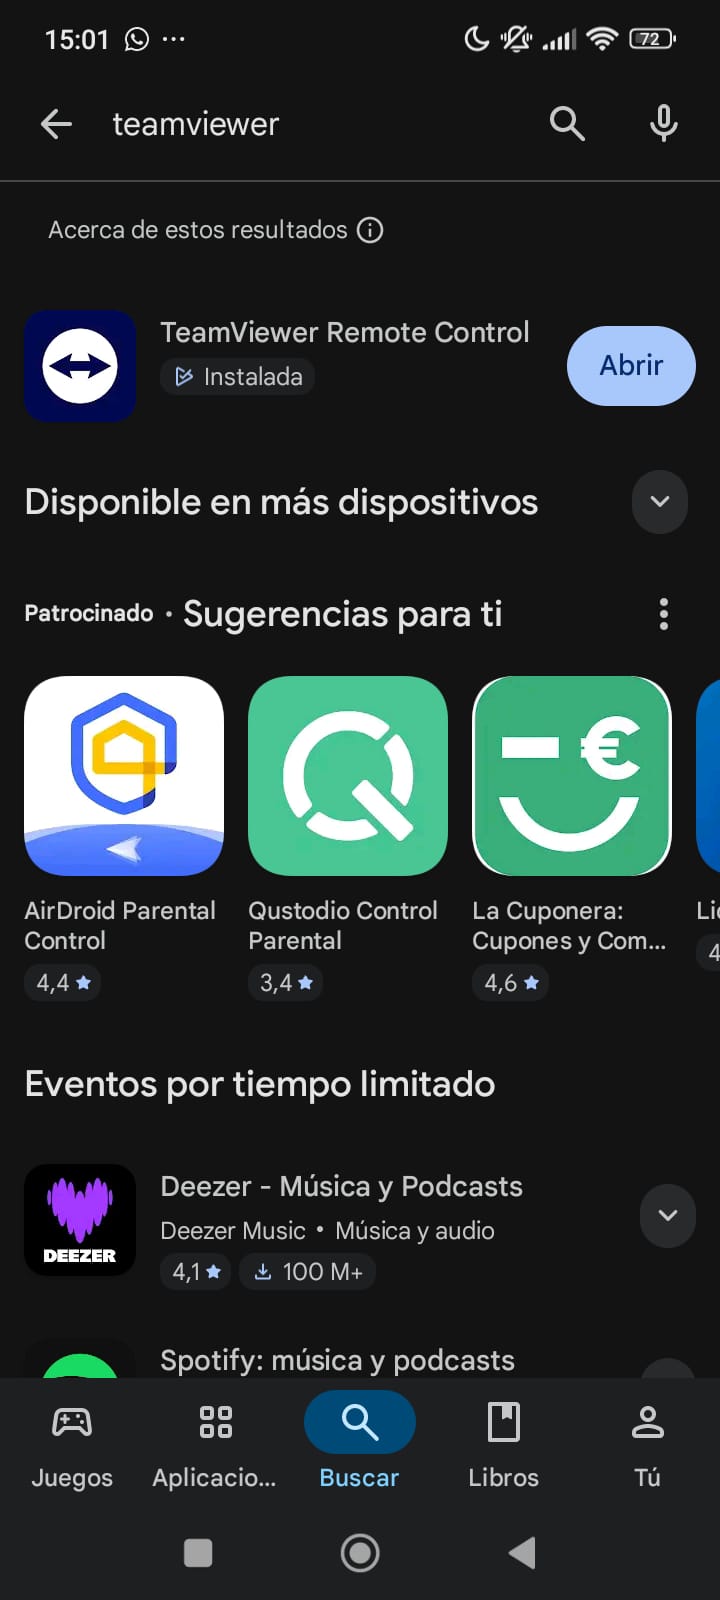 15:01
72
teamviewer
Acerca de estos resultados
TeamViewer Remote Control
Instalada
Abrir
Disponible en más dispositivos
Patrocinado • Sugerencias para ti
AirDroid Parental Control
4,4
Qustodio Control Parental
3,4
La Cuponera: Cupones y Com...
4,6
4
Eventos por tiempo limitado
DEEZER
Deezer - Música y Podcasts
Deezer Music • Música y audio
4,1
100 M+
Spotify: música y podcasts
Juegos
Aplicacio...
Buscar
Libros
Tú